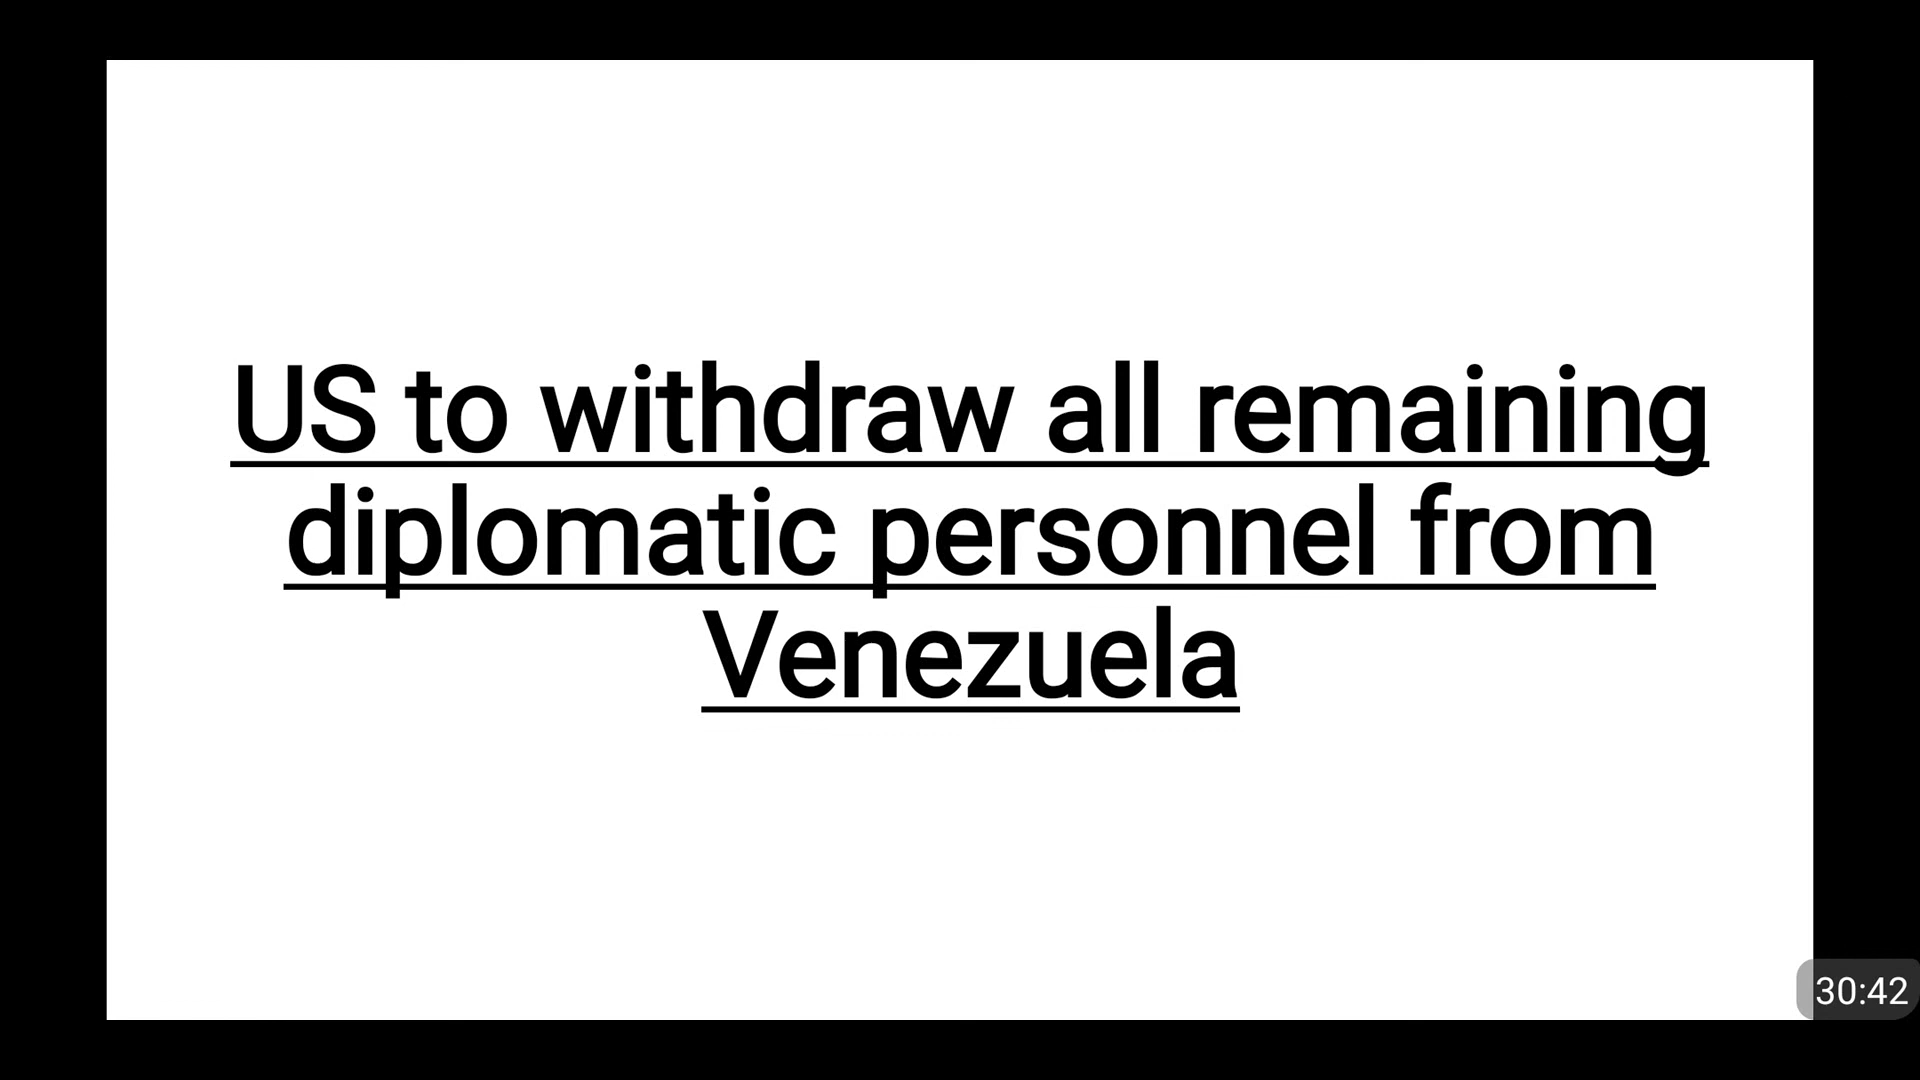 US to withdraw all remaining
diplomatic personnel from
Venezuela
30:42